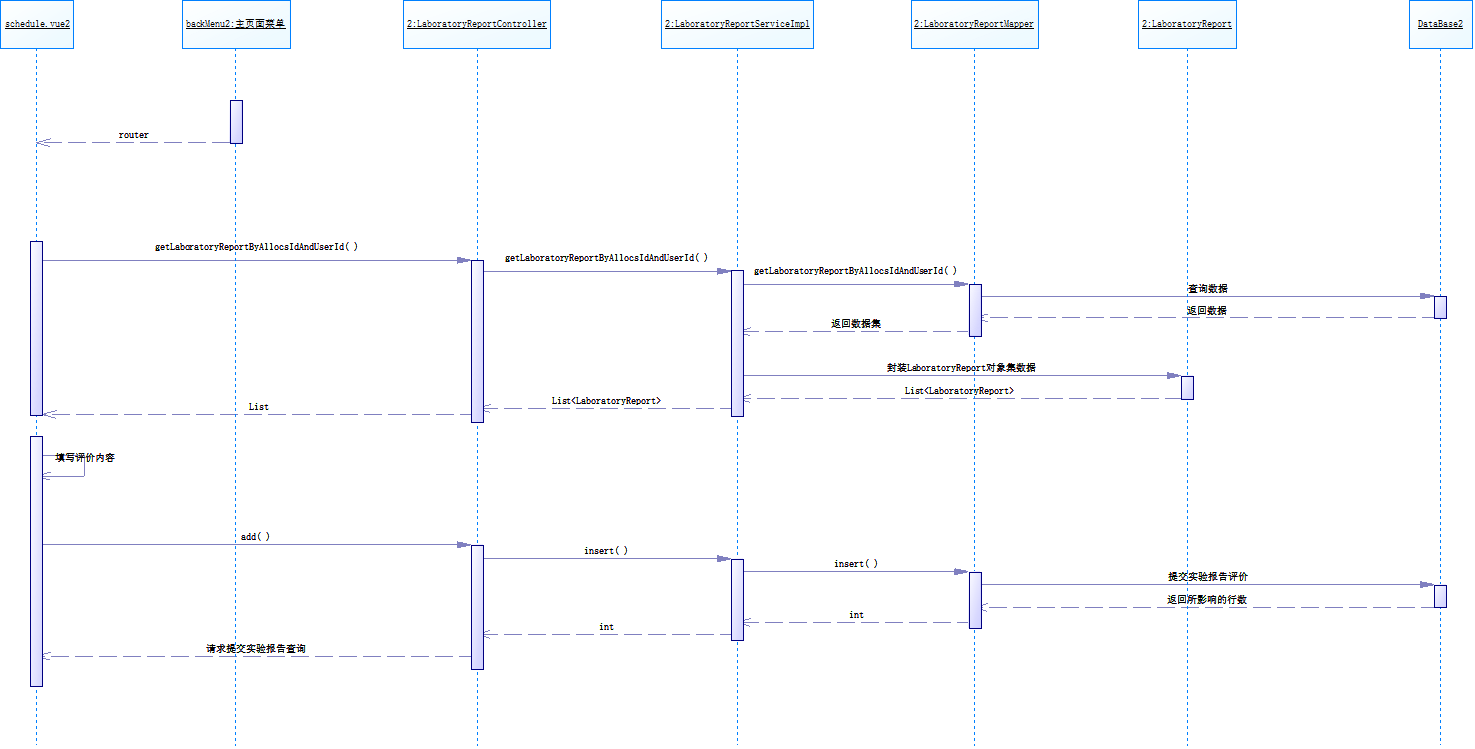 schedule.vue2
backMenu2:主页面菜单
2:LaboratoryReportController
2:LaboratoryReportServiceImpl
2:LaboratoryReportMapper
2:LaboratoryReport
DataBase2
router
getLaboratoryReportByAllocsIdAndUserId( )
getLaboratoryReportByAllocsIdAndUserId( )
getLaboratoryReportByAllocsIdAndUserId( )
查询数据
返回数据
返回数据集
封装LaboratoryReport对象集数据
List<LaboratoryReport>
List<LaboratoryReport>
List
填写评价内容
add( )
insert( )
insert( )
提交实验报告评价
返回所影响的行数
int
int
请求提交实验报告查询